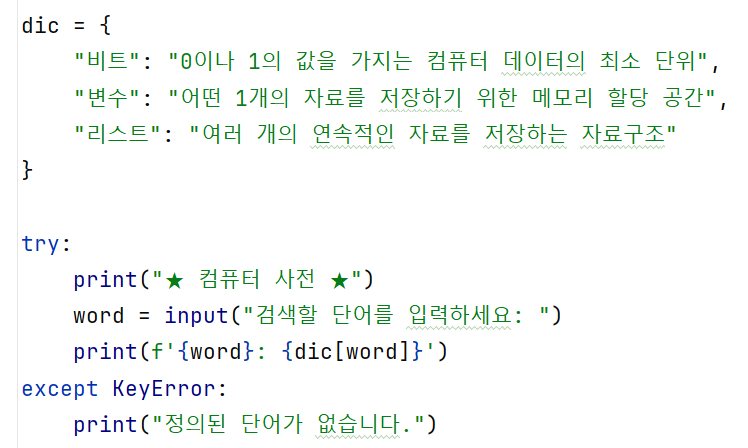 dic = {
    "비트": "0이나 1의 값을 가지는 컴퓨터 데이터의 최소 단위",
    "변수": "어떤 1개의 자료를 저장하기 위한 메모리 할당 공간",
    "리스트": "여러 개의 연속적인 자료를 저장하는 자료구조"
}
try:
    print("★ 컴퓨터 사전 ★")
    word = input("검색할 단어를 입력하세요: ")
    print(f'{word}: {dic[word]}')
except KeyError:
    print("정의된 단어가 없습니다.")